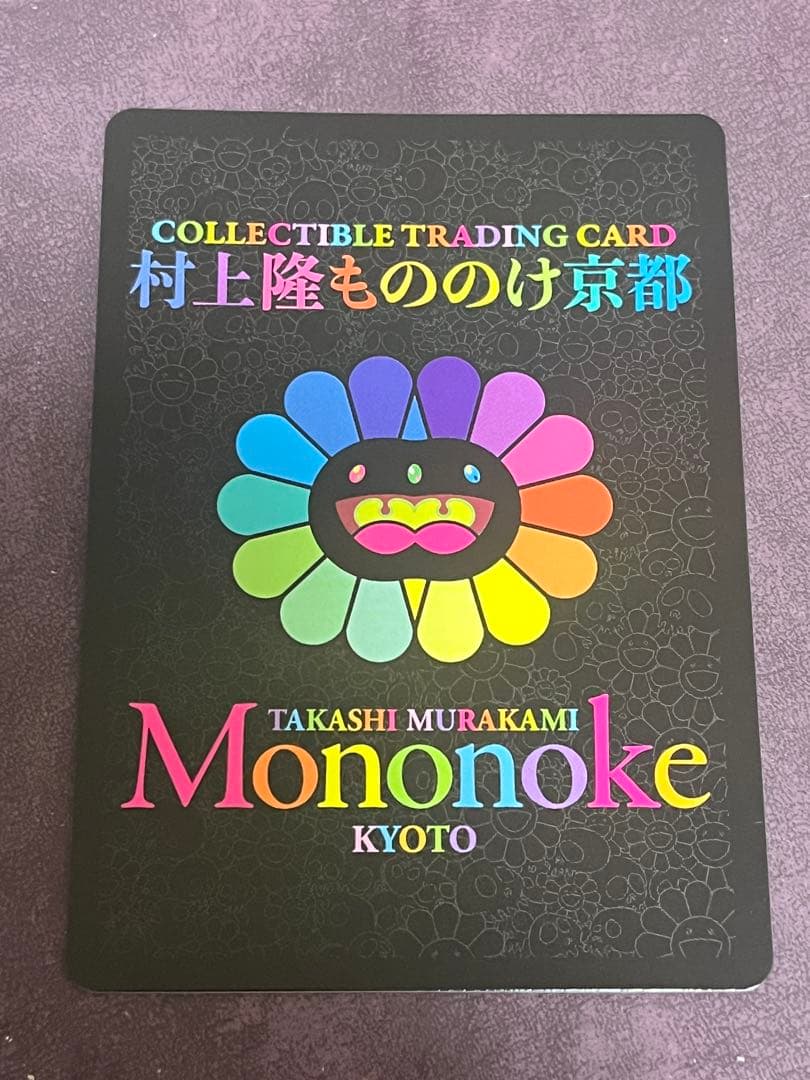 COLLECTIBLE TRADING CARD
村上隆もののけ京都
TAKASHI MURAKAMI
Mononoke
KYOTO